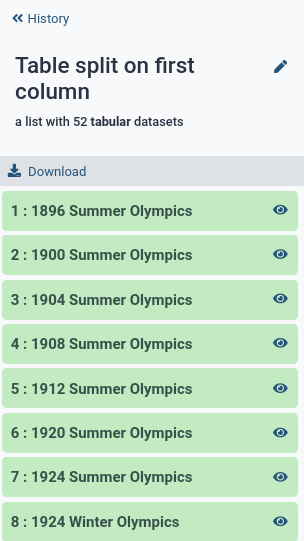 History
Table split on first
column
a list with 52 tabular datasets
Download
1 : 1896 Summer Olympics
2 : 1900 Summer Olympics
3 : 1904 Summer Olympics
4 : 1908 Summer Olympics
5 : 1912 Summer Olympics
6 : 1920 Summer Olympics
7 : 1924 Summer Olympics
8 : 1924 Winter Olympics